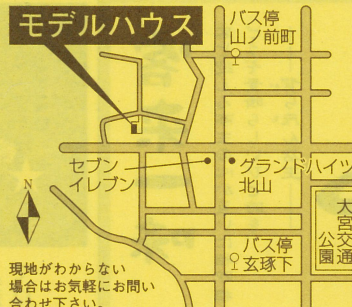 モデルハウス
バス停
山ノ前町
セブン
イレブン
グランドハイツ
北山
N
大宮交通
公園
バス停
玄琢下
現地がわからない
場合はお気軽にお問い
合わせ下さい。